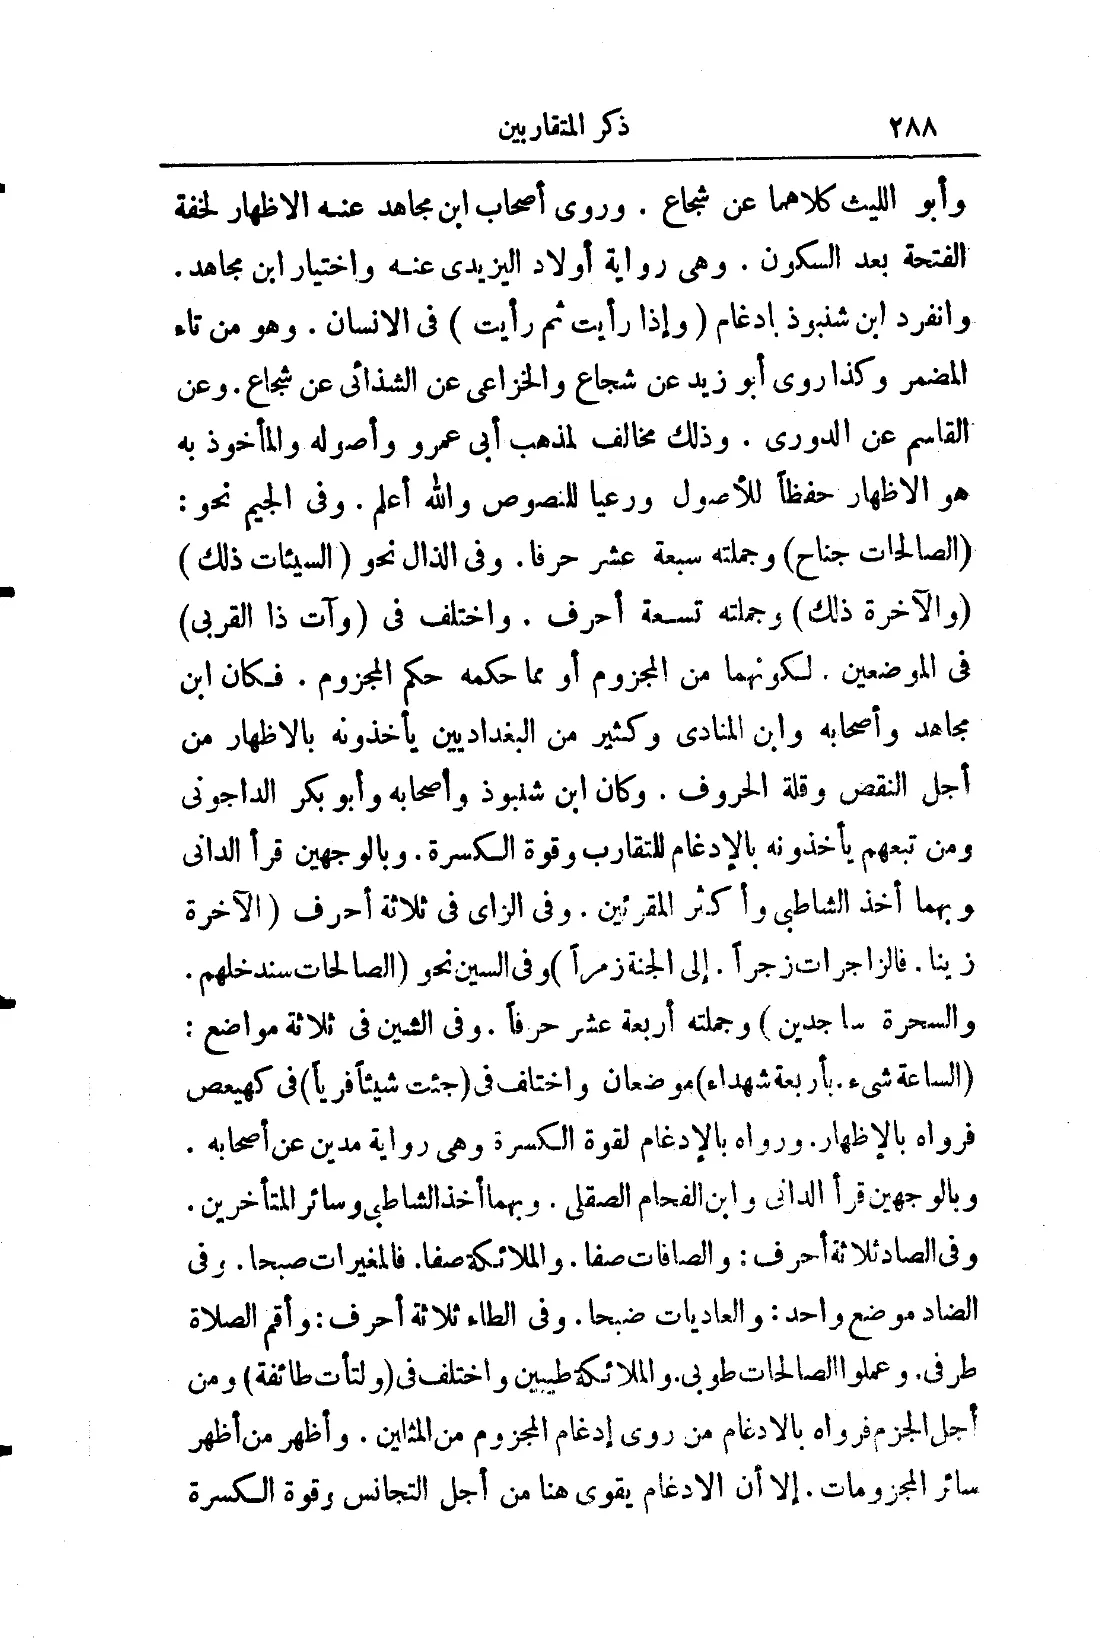 ٢٨٨ ذكر المتقاربين
وأبو الليث كلاهما عن شجاع . وروى أصحاب ابن مجاهد عنه الاظهار لخفة
الفتحة بعد السكون . وهى رواية أولاد اليزيدى عنه واختيار ابن مجاهد .
وانفرد ابن شنبوذ بادغام ( وإذا رأيت ثم رأيت ) فى الانسان . وهو من تاء
المضمر وكذا روى أبو زيد عن شجاع والخزاعى عن الشذائى عن شجاع . وعن
القاسم عن الدورى . وذلك مخالف لمذهب أبى عمرو وأصوله والمأخوذ به
هو الاظهار حفظاً للأصول ورعيا للنصوص والله أعلم . وفى الجيم نحو :
(الصالحات جناح) وجملته سبعة عشر حرفا . وفى الذال نحو ( السيئات ذلك )
(والآخرة ذلك) وجملته تسعة أحرف . واختلف فى (وآت ذا القربى)
فى الموضعين . لكونهما من المجزوم أو مما حكمه حكم المجزوم . فكان ابن
مجاهد وأصحابه وابن المنادى وكثير من البغداديين يأخذونه بالاظهار من
أجل النقص وقلة الحروف . وكان ابن شنبوذ وأصحابه وأبو بكر الداجونى
ومن تبعهم يأخذونه بالإدغام للتقارب وقوة الكسرة . وبالوجهين قرأ الدانى
وبهما أخذ الشاطبى وأكثر المقرئين . وفى الزاى فى ثلاثة أحرف (الآخرة
زينا . فالزاجرات زجراً . إلى الجنة زمراً ) وفى السين نحو (الصالحات سندخلهم .
والسحرة ساجدين ) وجملته أربعة عشر حرفاً . وفى الشين فى ثلاثة مواضع :
(الساعة شىء . بأربعة شهداء) موضعان واختلف فى (جئت شيئاً فرياً) فى كهيعص
فرواه بالإظهار . ورواه بالإدغام لقوة الكسرة وهى رواية مدين عن أصحابه .
وبالوجهين قرأ الدانى وابن الفحام الصقلى . وبهما أخذ الشاطبى وسائر المتأخرين .
وفى الصاد ثلاثة أحرف : والصافات صفا . والملائكة صفا . فالمغيرات صبحا . وفى
الضاد موضع واحد : والعاديات ضبحا . وفى الطاء ثلاثة أحرف : وأقم الصلاة
طرفى . وعملوا الصالحات طوبى . والملائكة طيبين واختلف فى (ولتأت طائفة) ومن
أجل الجزم فرواه بالادغام من روى إدغام المجزوم من المثلين . وأظهر من أظهر
سائر المجزومات . إلا أن الادغام يقوى هنا من أجل التجانس وقوة الكسرة